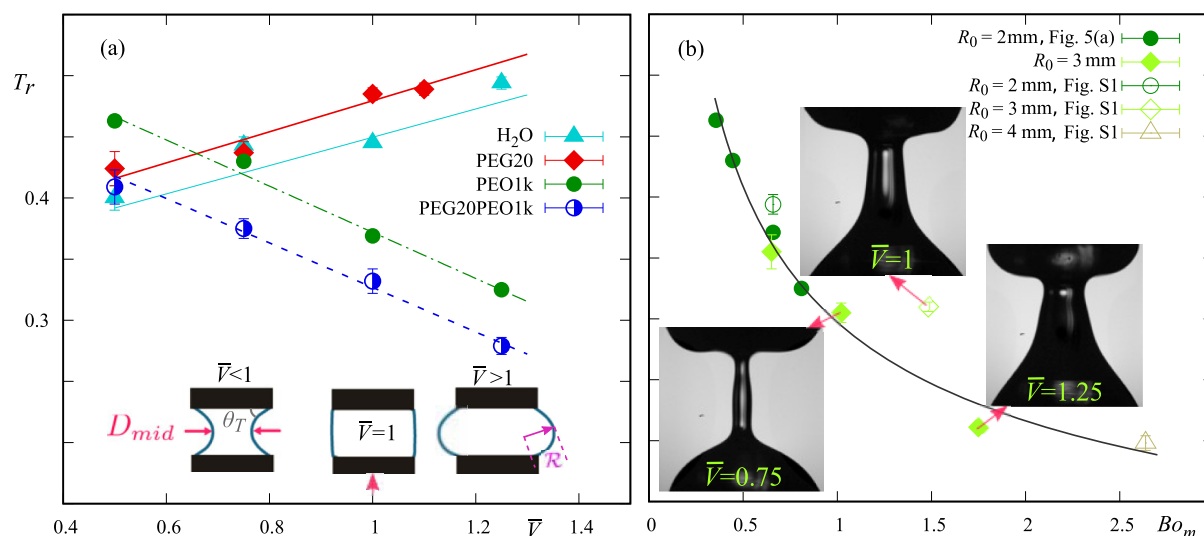 (a)
T_r
0.4
0.3
H₂O
PEG20
PEO1k
PEG20PEO1k
V̅<1
V̅>1
D_mid
θ_T
V̅=1
ℛ
0.4
0.6
0.8
1
1.2
V̅
1.4
(b)
R₀ = 2mm, Fig. 5(a)
R₀ = 3 mm
R₀ = 2 mm, Fig. S1
R₀ = 3 mm, Fig. S1
R₀ = 4 mm, Fig. S1
V̅=1
V̅=1.25
V̅=0.75
0
0.5
1
1.5
2
2.5
Bo_m